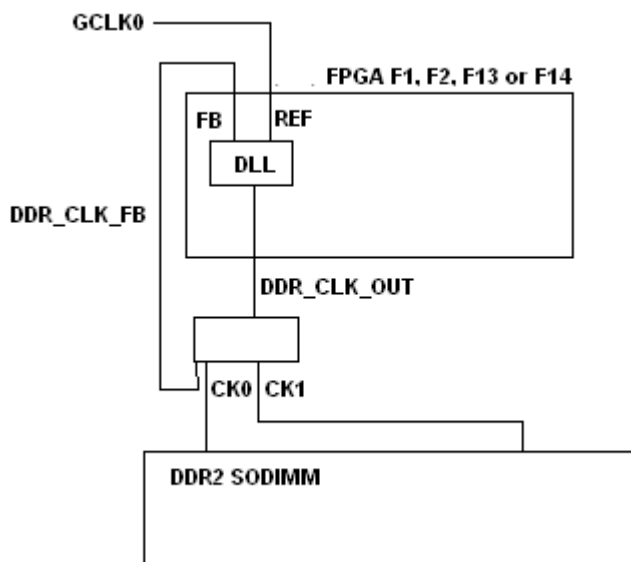 GCLK0
FPGA F1, F2, F13 or F14
FB
REF
DLL
DDR_CLK_FB
DDR_CLK_OUT
CK0
CK1
DDR2 SODIMM